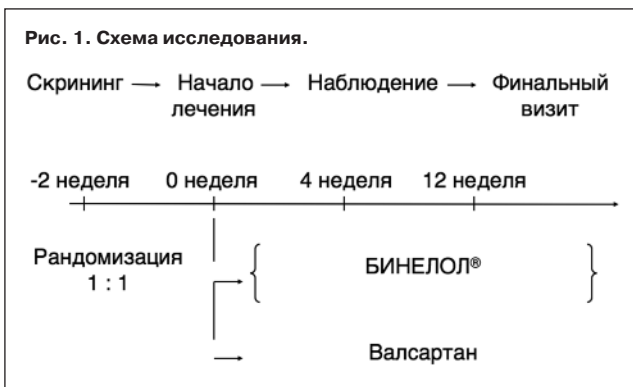 Рис. 1. Схема исследования.
Скрининг → Начало лечения → Наблюдение → Финальный визит
-2 неделя 0 неделя 4 неделя 12 неделя
Рандомизация
1 : 1
БИНЕЛОЛ®
Валсартан